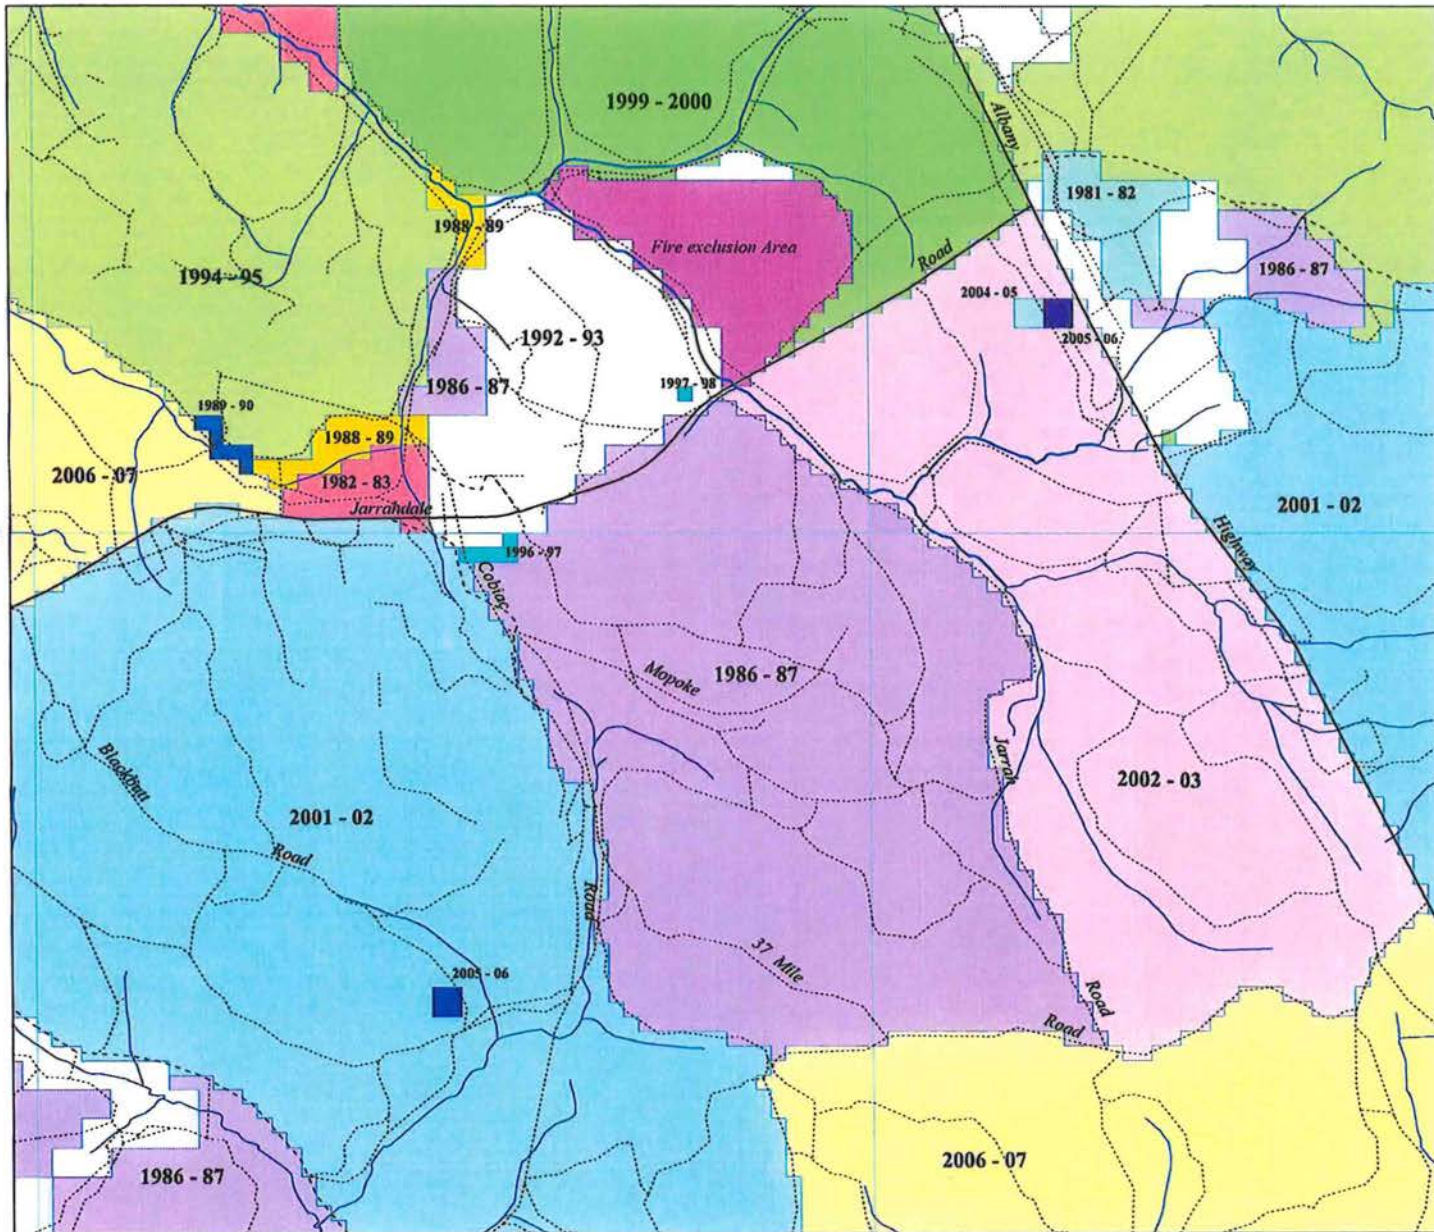 1999 - 2000
Albany
1981 - 82
1988 - 89
Fire exclusion Area
Road
1986 - 87
1994 - 95
2004 - 05
1992 - 93
2005 - 06
1986 - 87
1997 - 98
1989 - 90
1988 - 89
2006 - 07
1982 - 83
Jarrahdale
2001 - 02
Highway
1996 - 97
Cobiac
Mopoke
1986 - 87
Blackbutt
Jarrah
2002 - 03
2001 - 02
Road
Road
37 Mile
2005 - 06
Road
Road
2006 - 07
1986 - 87